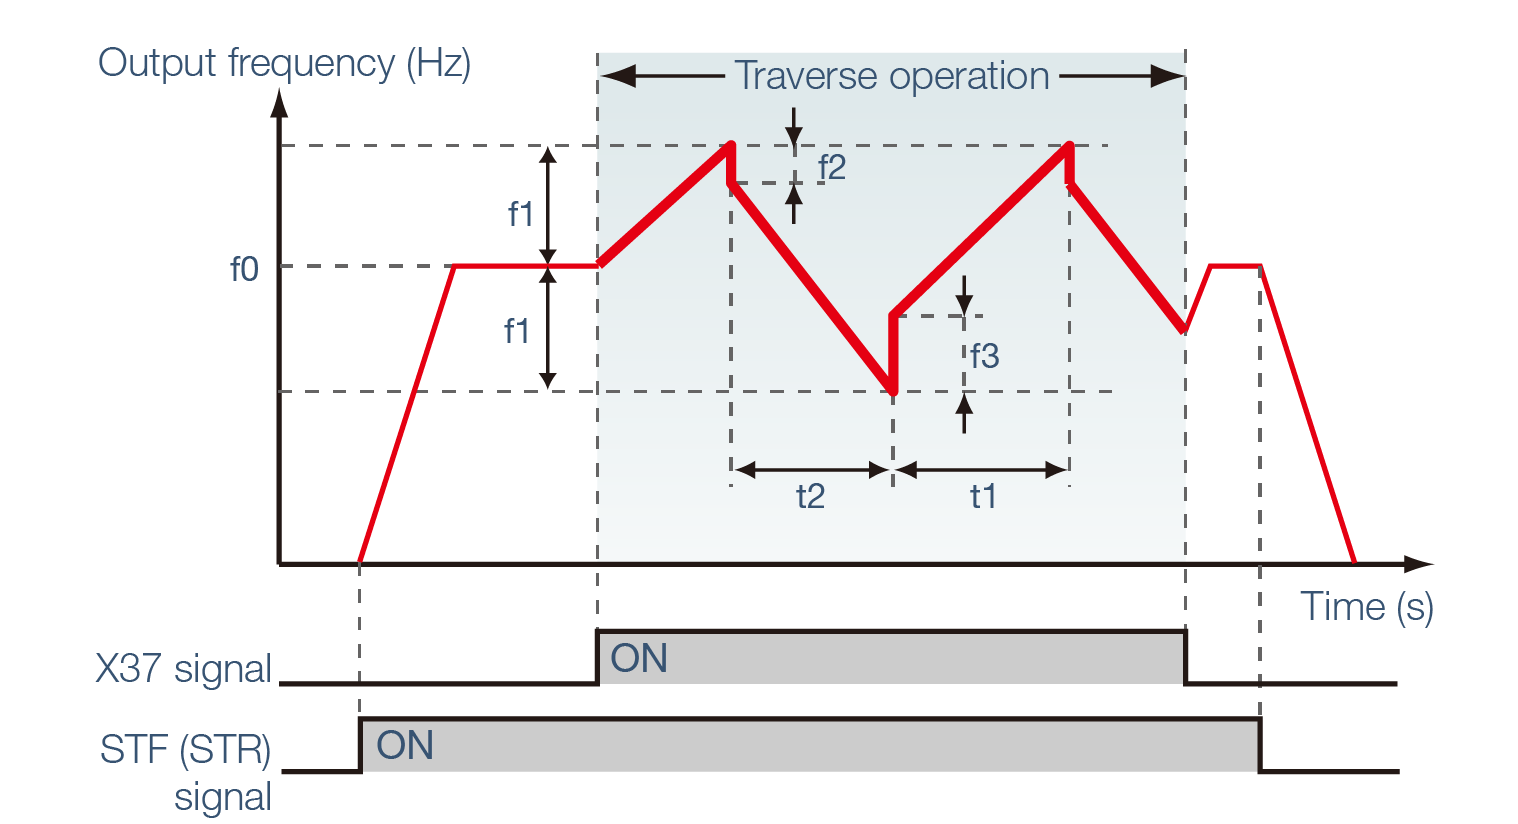 Output frequency (Hz)
Traverse operation
f2
f1
f0
f1
f3
t2
t1
Time (s)
X37 signal
ON
STF (STR)
signal
ON